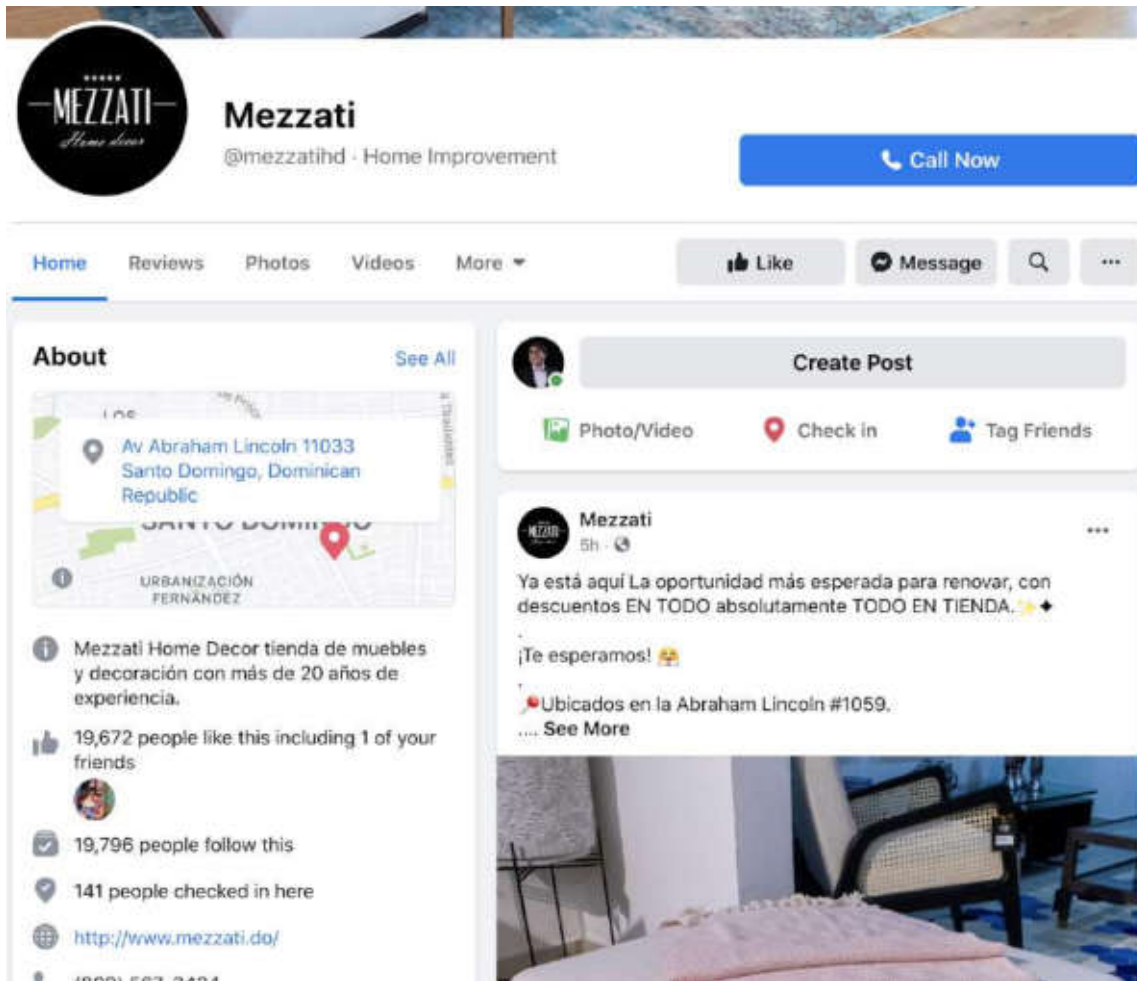 MEZZATI
Home decor
Mezzati
@mezzatihd · Home Improvement
Call Now
Home
Reviews
Photos
Videos
More
Like
Message
...
About
See All
LOS
Av Abraham Lincoln 11033
Santo Domingo, Dominican
Republic
SANTO DOMINGO
URBANIZACIÓN
FERNÁNDEZ
Mezzati Home Decor tienda de muebles
y decoración con más de 20 años de
experiencia.
19,672 people like this including 1 of your
friends
19,796 people follow this
141 people checked in here
http://www.mezzati.do/
Create Post
Photo/Video
Check in
Tag Friends
MEZZATI
Mezzati
...
5h ·
Ya está aquí La oportunidad más esperada para renovar, con
descuentos EN TODO absolutamente TODO EN TIENDA.✨✦
.
¡Te esperamos! 🤗
.
📍Ubicados en la Abraham Lincoln #1059.
.... See More